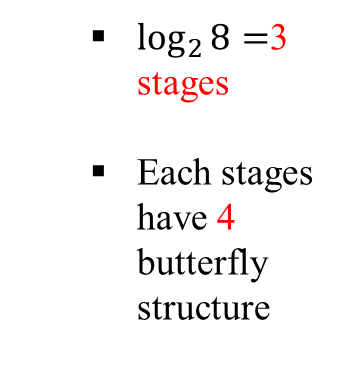 ▪ log₂ 8 =3
stages
▪ Each stages
have 4
butterfly
structure